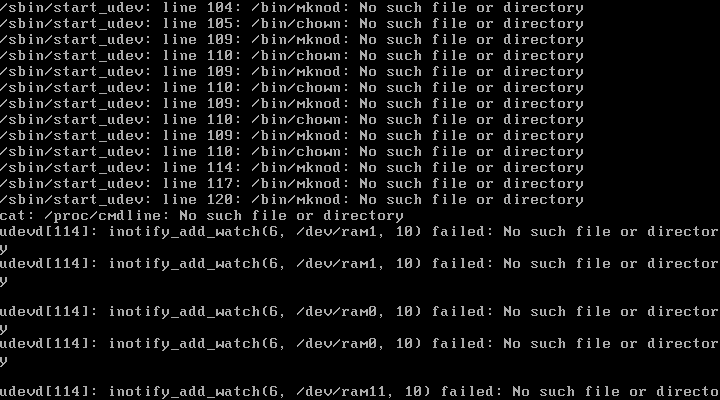 /sbin/start_udev: line 104: /bin/mknod: No such file or directory
/sbin/start_udev: line 105: /bin/chown: No such file or directory
/sbin/start_udev: line 109: /bin/mknod: No such file or directory
/sbin/start_udev: line 110: /bin/chown: No such file or directory
/sbin/start_udev: line 109: /bin/mknod: No such file or directory
/sbin/start_udev: line 110: /bin/chown: No such file or directory
/sbin/start_udev: line 109: /bin/mknod: No such file or directory
/sbin/start_udev: line 110: /bin/chown: No such file or directory
/sbin/start_udev: line 109: /bin/mknod: No such file or directory
/sbin/start_udev: line 110: /bin/chown: No such file or directory
/sbin/start_udev: line 114: /bin/mknod: No such file or directory
/sbin/start_udev: line 117: /bin/mknod: No such file or directory
/sbin/start_udev: line 120: /bin/mknod: No such file or directory
cat: /proc/cmdline: No such file or directory
udevd[114]: inotify_add_watch(6, /dev/ram1, 10) failed: No such file or director
y
udevd[114]: inotify_add_watch(6, /dev/ram1, 10) failed: No such file or director
y
udevd[114]: inotify_add_watch(6, /dev/ram0, 10) failed: No such file or director
y
udevd[114]: inotify_add_watch(6, /dev/ram0, 10) failed: No such file or director
y
udevd[114]: inotify_add_watch(6, /dev/ram11, 10) failed: No such file or directo